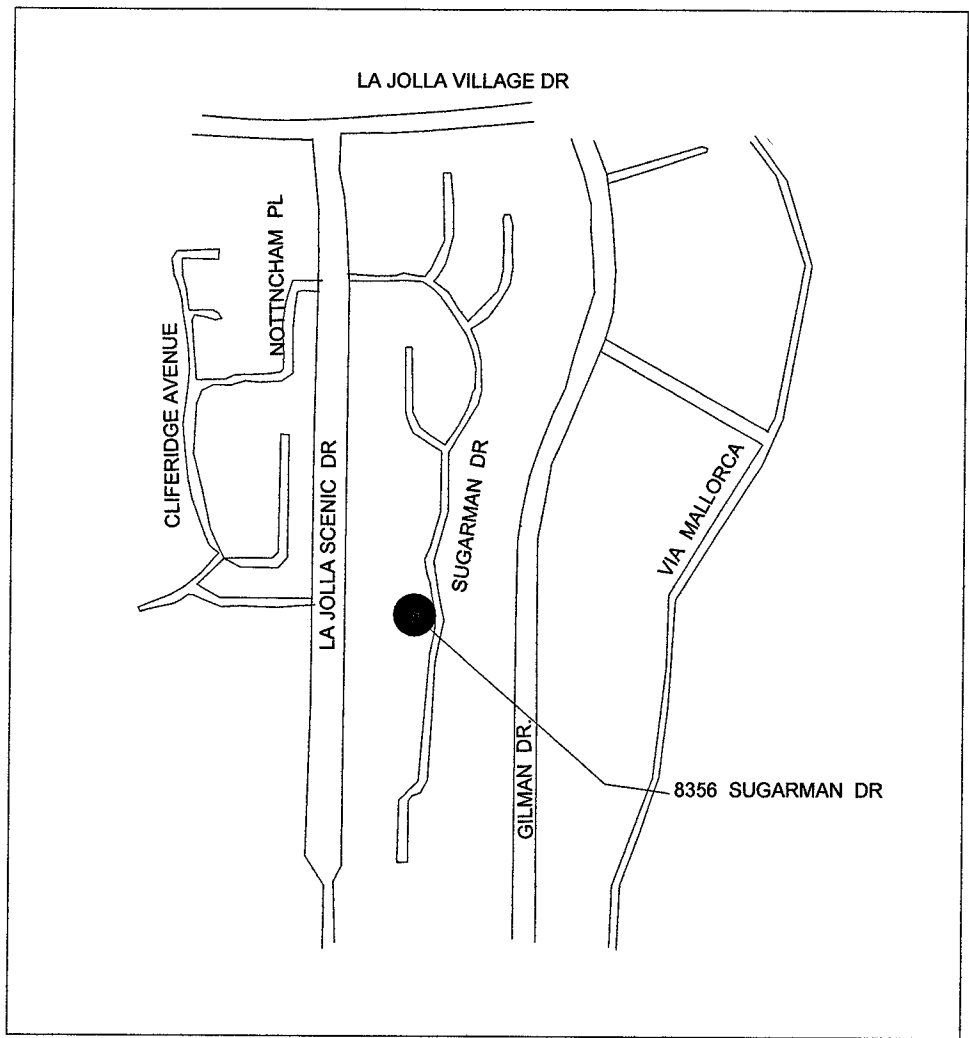 LA JOLLA VILLAGE DR
NOTTNCHAM PL
CLIFERIDGE AVENUE
LA JOLLA SCENIC DR
SUGARMAN DR
VIA MALLORCA
GILMAN DR.
8356 SUGARMAN DR